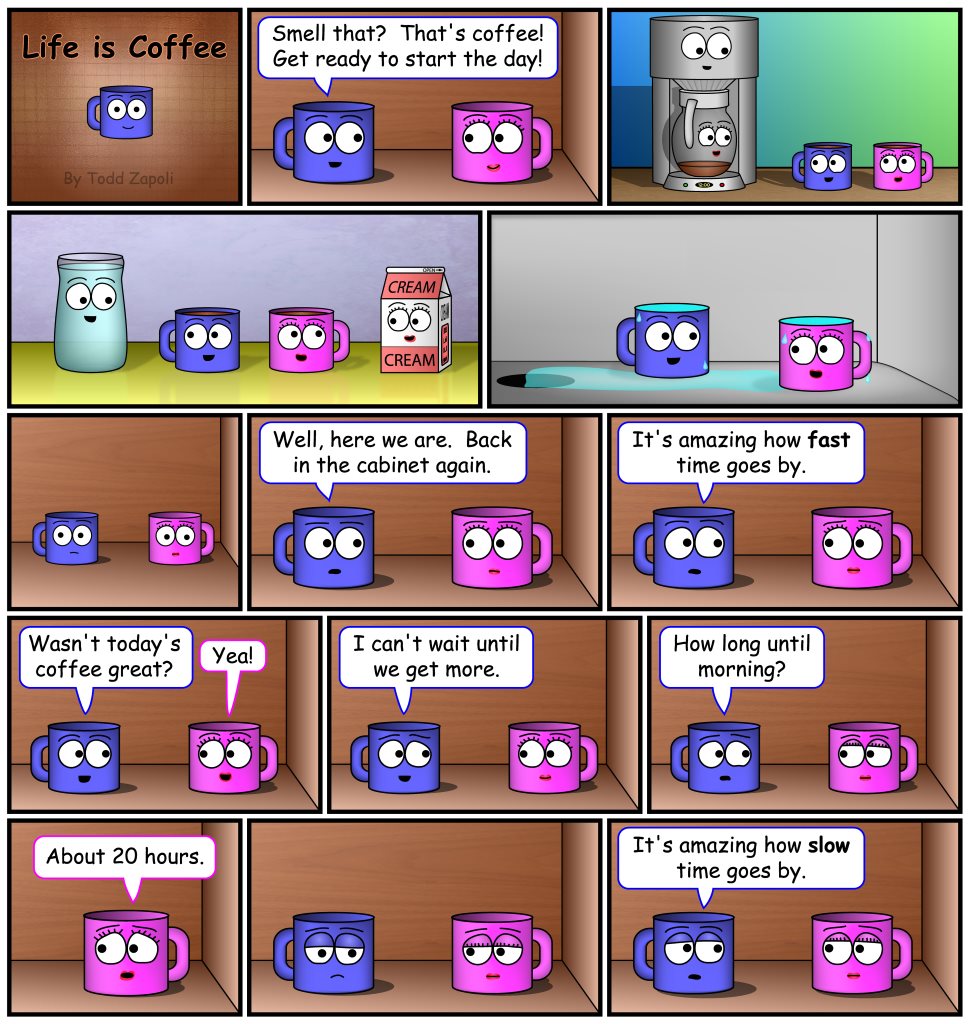 Life is Coffee
By Todd Zapoli
Smell that? That's coffee!
Get ready to start the day!
CREAM
CREAM
Well, here we are. Back
in the cabinet again.
It's amazing how fast
time goes by.
Wasn't today's
coffee great?
Yea!
I can't wait until
we get more.
How long until
morning?
About 20 hours.
It's amazing how slow
time goes by.